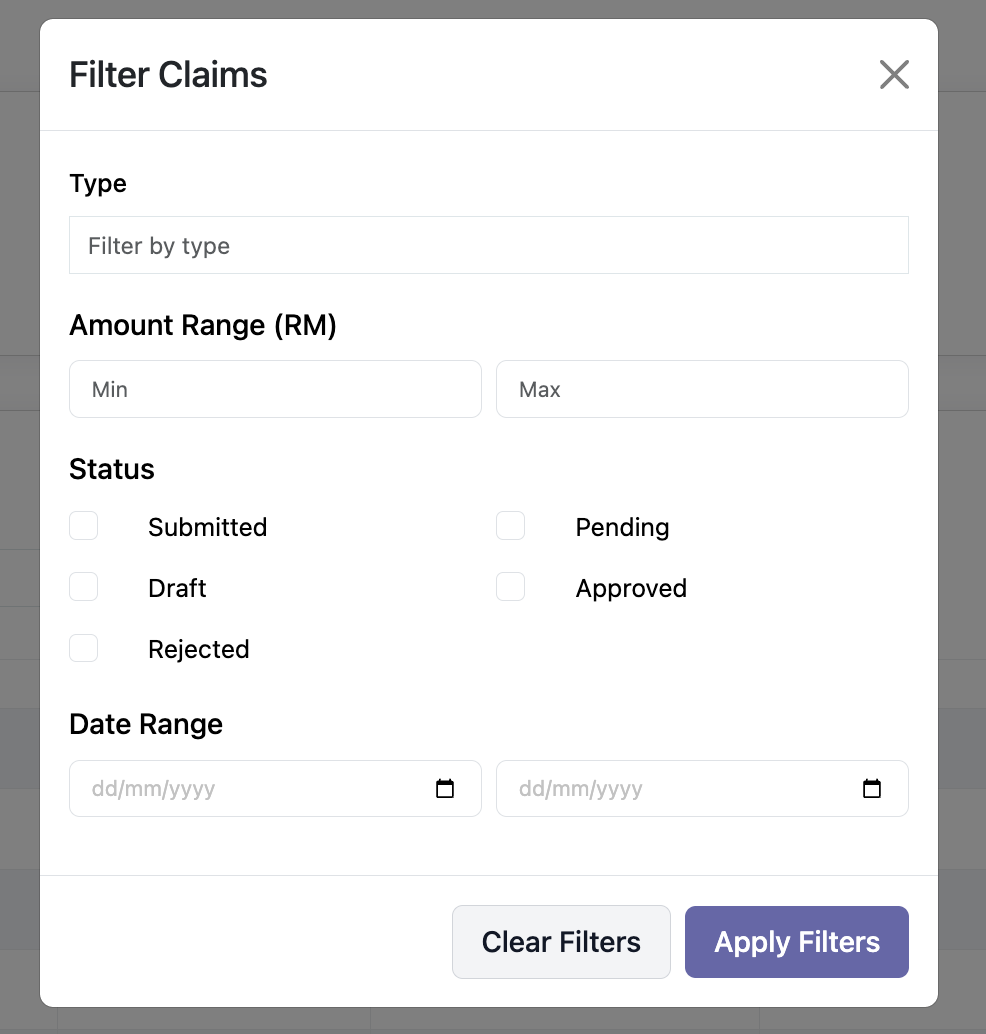 Filter Claims
Type
Filter by type
Amount Range (RM)
Min Max
Status
Submitted Pending
Draft Approved
Rejected
Date Range
dd/mm/yyyy dd/mm/yyyy
Clear Filters Apply Filters